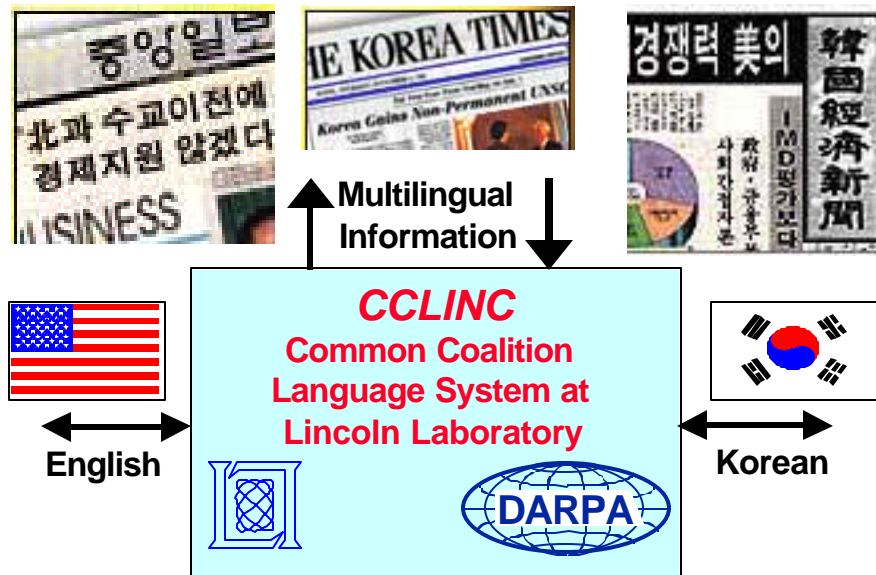 중앙일보
北과 수교이전에
경제지원 않겠다
BUSINESS
HE KOREA TIMES
Korea Gains Non-Permanent UNSC
경쟁력 美의
韓國經濟新聞
IMD평가보다
Multilingual
Information
CCLINC
Common Coalition
Language System at
Lincoln Laboratory
English
Korean
DARPA